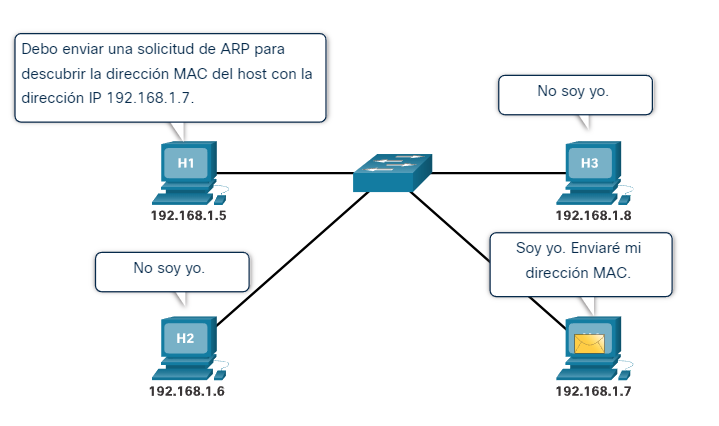 Debo enviar una solicitud de ARP para
descubrir la dirección MAC del host con la
dirección IP 192.168.1.7.
No soy yo.
H1
H3
192.168.1.5
192.168.1.8
No soy yo.
Soy yo. Enviaré mi
dirección MAC.
H2
192.168.1.6
192.168.1.7